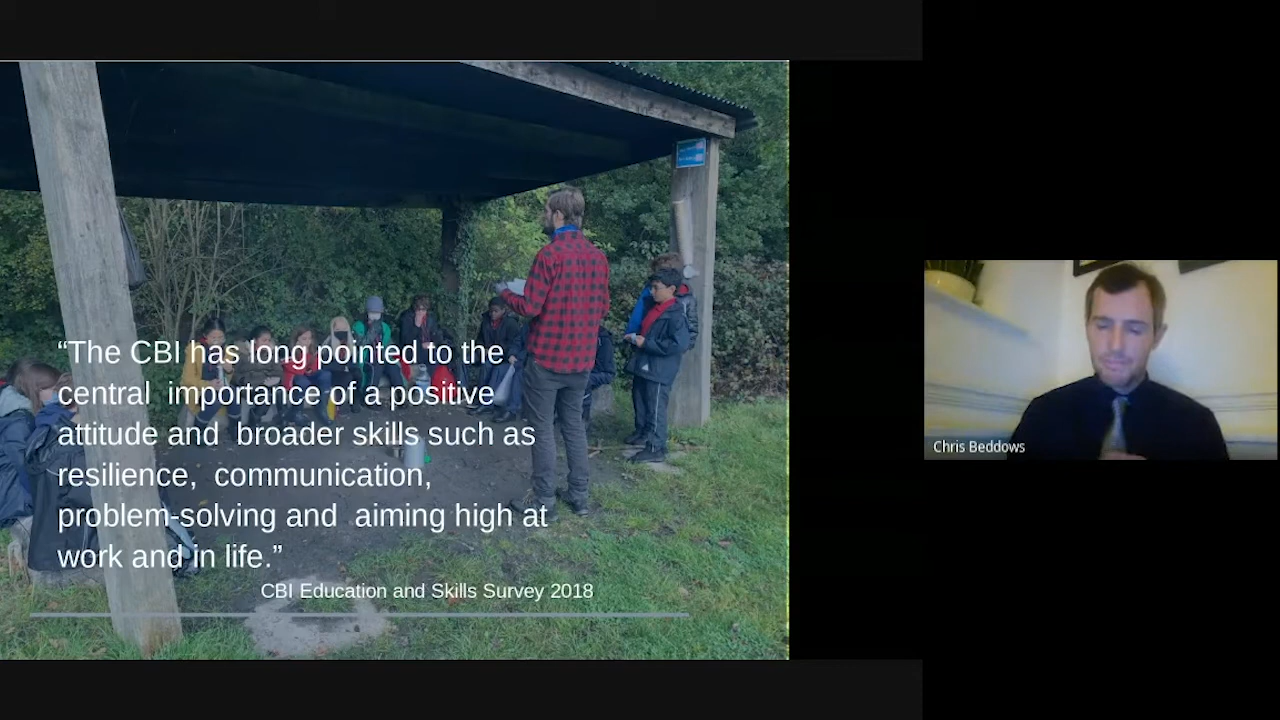 “The CBI has long pointed to the
central importance of a positive
attitude and broader skills such as
resilience, communication,
problem-solving and aiming high at
work and in life.”
CBI Education and Skills Survey 2018
Chris Beddows